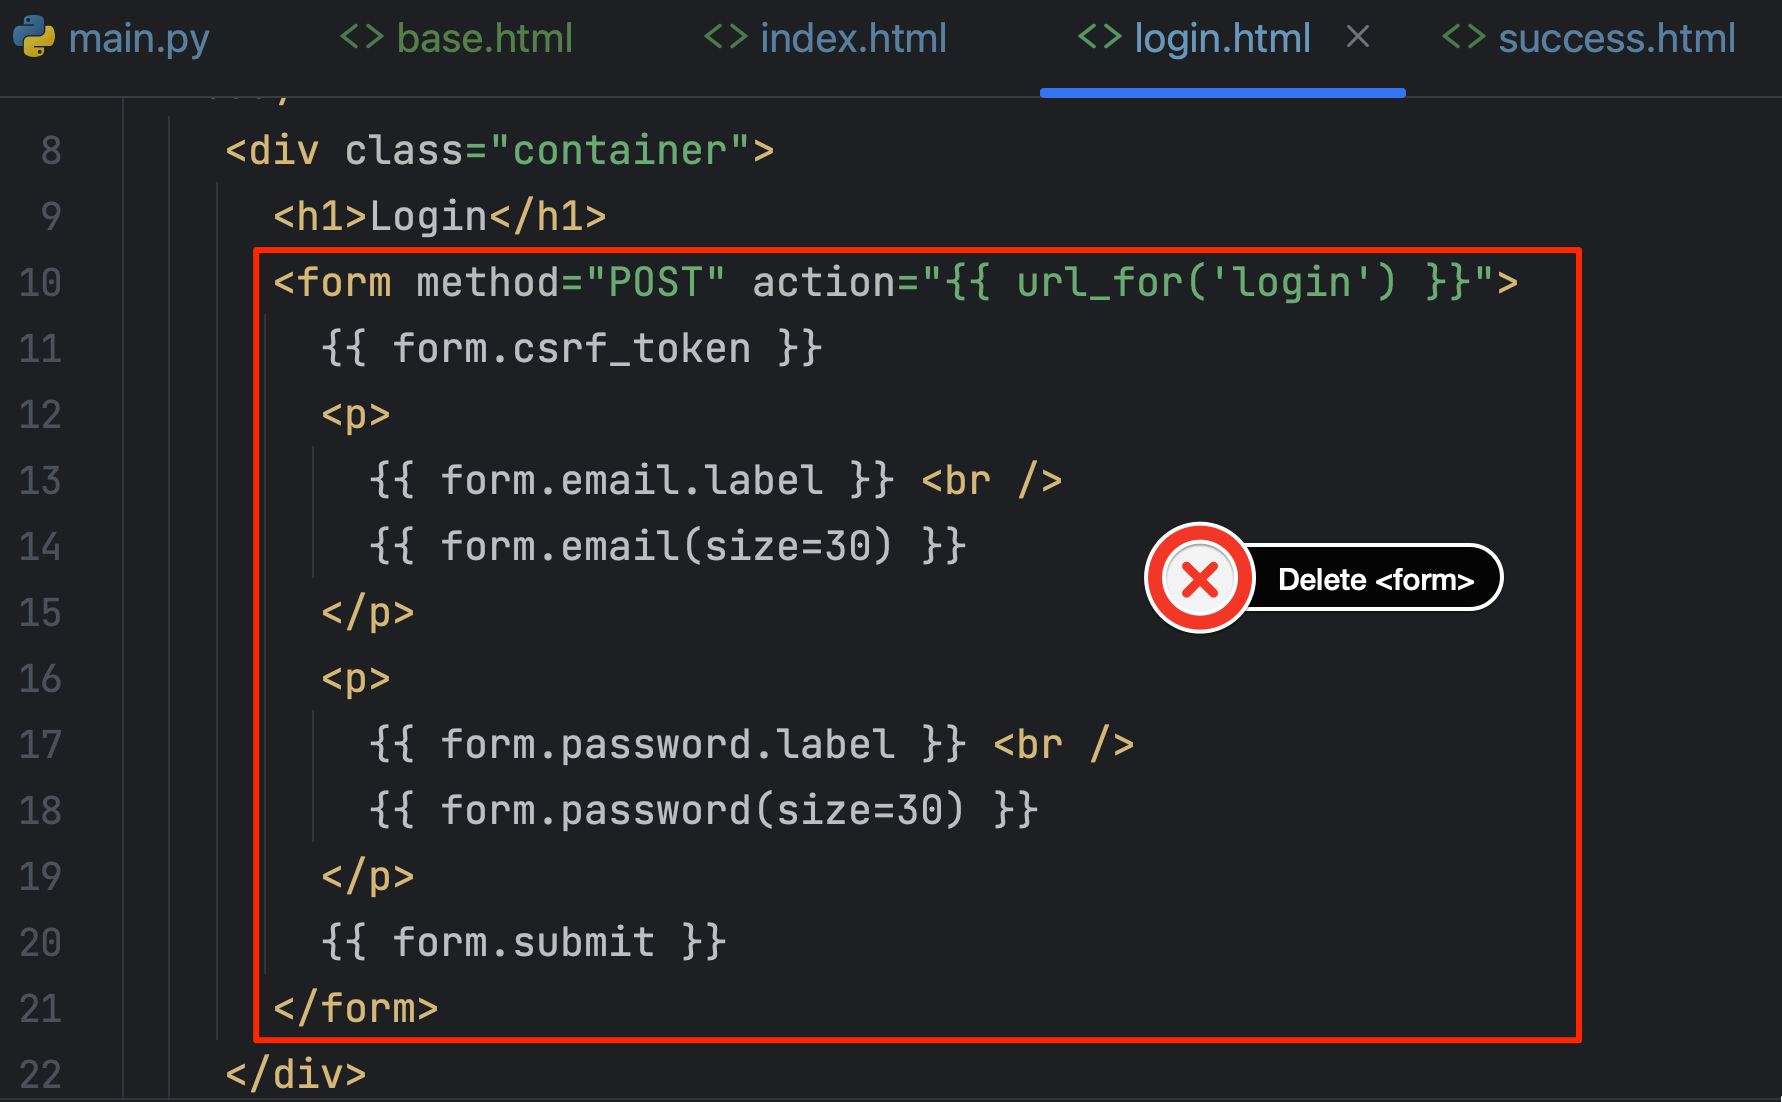 main.py <> base.html <> index.html <> login.html × <> success.html
8 <div class="container">
9 <h1>Login</h1>
10 <form method="POST" action="{{ url_for('login') }}">
11 {{ form.csrf_token }}
12 <p>
13 {{ form.email.label }} <br />
14 {{ form.email(size=30) }}
Delete <form>
15 </p>
16 <p>
17 {{ form.password.label }} <br />
18 {{ form.password(size=30) }}
19 </p>
20 {{ form.submit }}
21 </form>
22 </div>